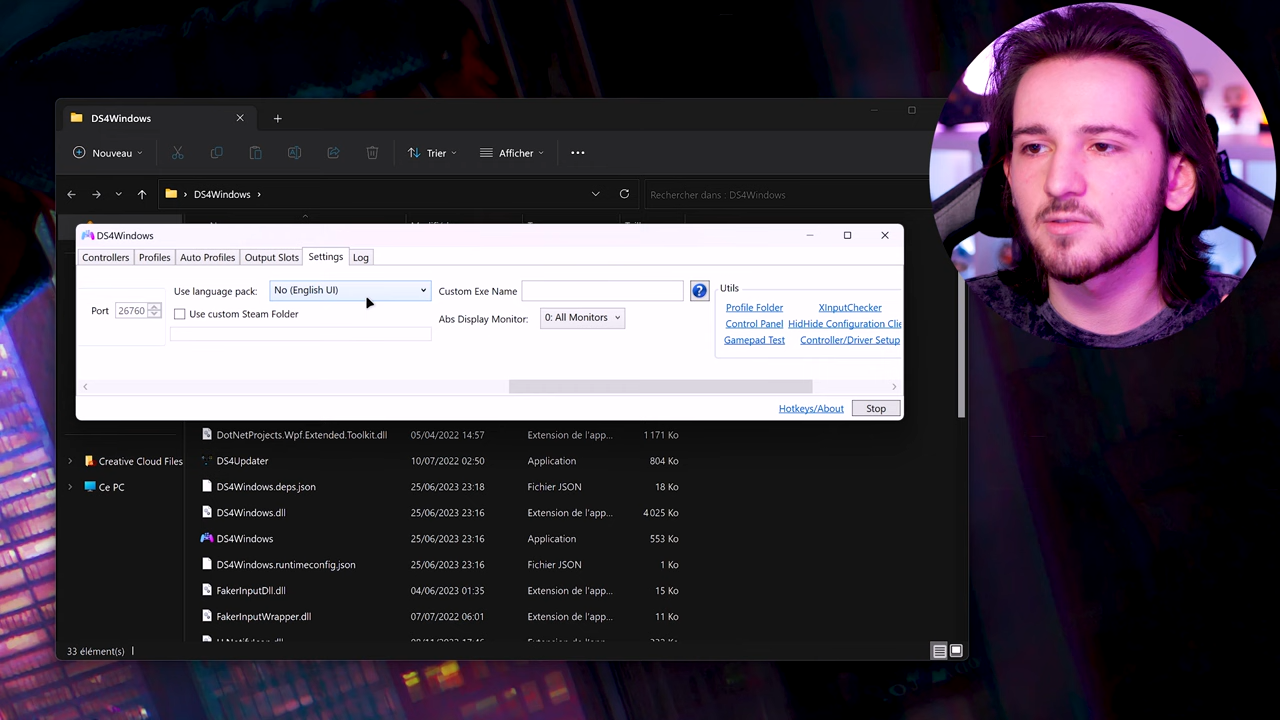 DS4Windows
Nouveau
Trier
Afficher
DS4Windows
Rechercher dans : DS4Windows
DS4Windows
Controllers
Profiles
Auto Profiles
Output Slots
Settings
Log
Port
26760
Use language pack:
No (English UI)
Use custom Steam Folder
Custom Exe Name
Abs Display Monitor:
0: All Monitors
Utils
Profile Folder
XInputChecker
Control Panel
HidHide Configuration Clie
Gamepad Test
Controller/Driver Setup
Hotkeys/About
Stop
DotNetProjects.Wpf.Extended.Toolkit.dll 05/04/2022 14:57 Extension de l'app... 1 171 Ko
DS4Updater 10/07/2022 02:50 Application 804 Ko
DS4Windows.deps.json 25/06/2023 23:18 Fichier JSON 18 Ko
DS4Windows.dll 25/06/2023 23:16 Extension de l'app... 4 025 Ko
DS4Windows 25/06/2023 23:16 Application 553 Ko
DS4Windows.runtimeconfig.json 25/06/2023 23:16 Fichier JSON 1 Ko
FakerInputDll.dll 04/06/2023 01:35 Extension de l'app... 15 Ko
FakerInputWrapper.dll 07/07/2022 06:01 Extension de l'app... 11 Ko
Creative Cloud Files
Ce PC
33 élément(s)